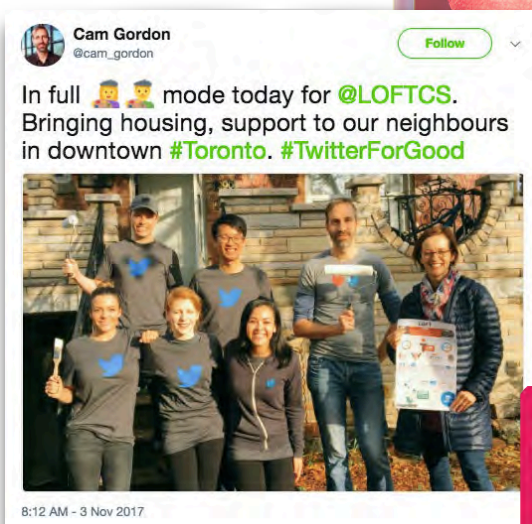 Cam Gordon
@cam_gordon
Follow
In full 👩‍🎨 👨‍🎨 mode today for @LOFTCS.
Bringing housing, support to our neighbours
in downtown #Toronto. #TwitterForGood
8:12 AM - 3 Nov 2017